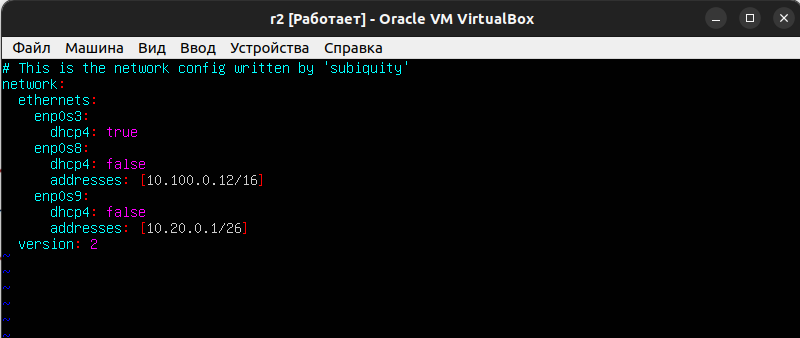 r2 [Работает] - Oracle VM VirtualBox
Файл Машина Вид Ввод Устройства Справка
# This is the network config written by 'subiquity'
network:
  ethernets:
    enp0s3:
      dhcp4: true
    enp0s8:
      dhcp4: false
      addresses: [10.100.0.12/16]
    enp0s9:
      dhcp4: false
      addresses: [10.20.0.1/26]
  version: 2
~
~
~
~
~
~